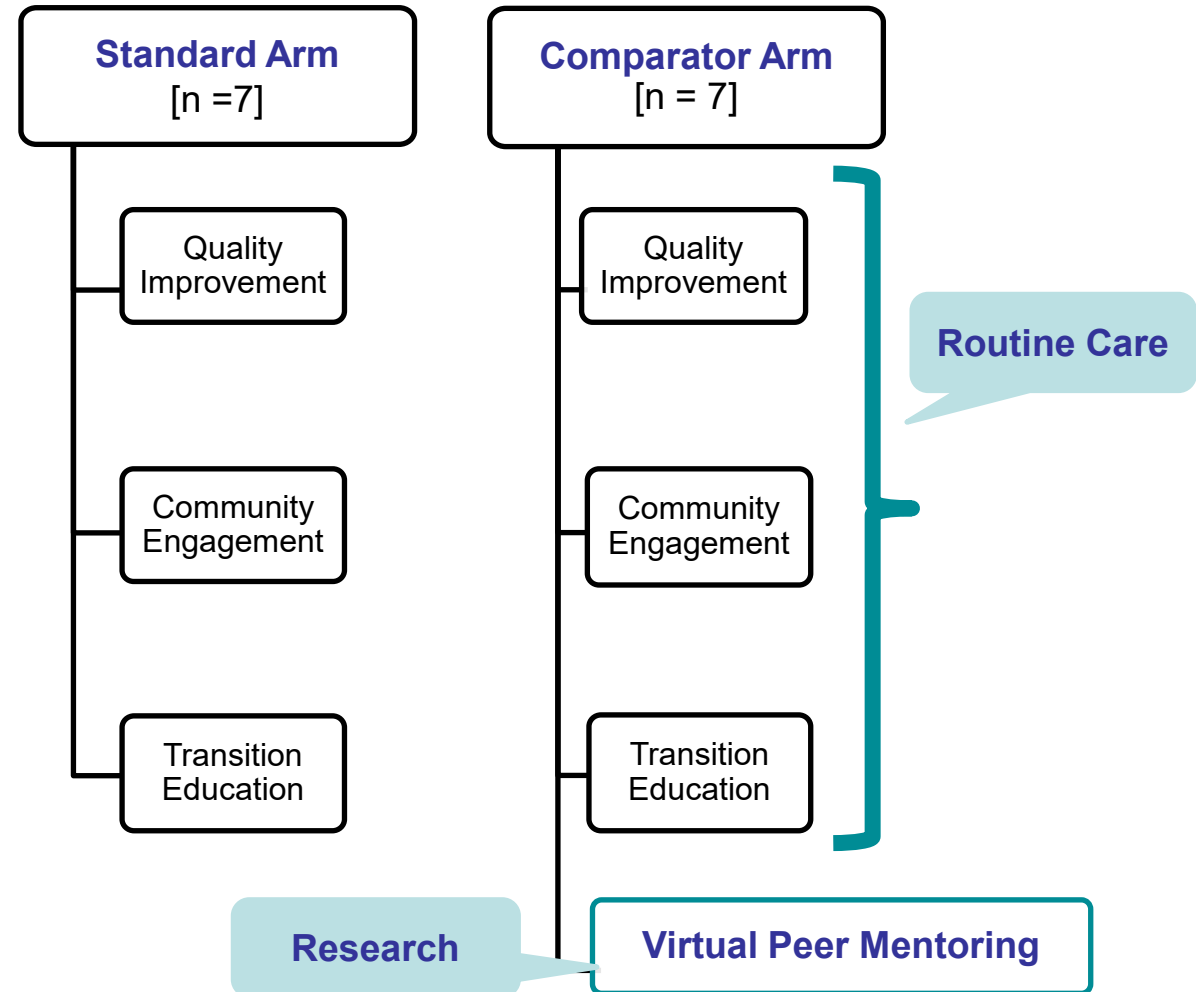 Standard Arm
[n =7]
Comparator Arm
[n = 7]
Quality
Improvement
Quality
Improvement
Routine Care
Community
Engagement
Community
Engagement
Transition
Education
Transition
Education
Research
Virtual Peer Mentoring